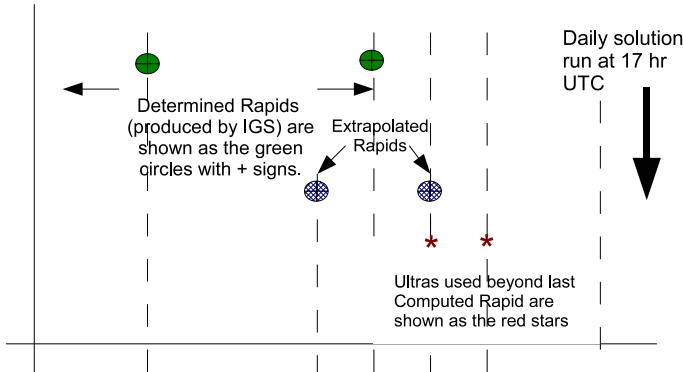 Daily solution
run at 17 hr
UTC
Determined Rapids
(produced by IGS) are
shown as the green
circles with + signs.
Extrapolated
Rapids
* *
Ultras used beyond last
Computed Rapid are
shown as the red stars